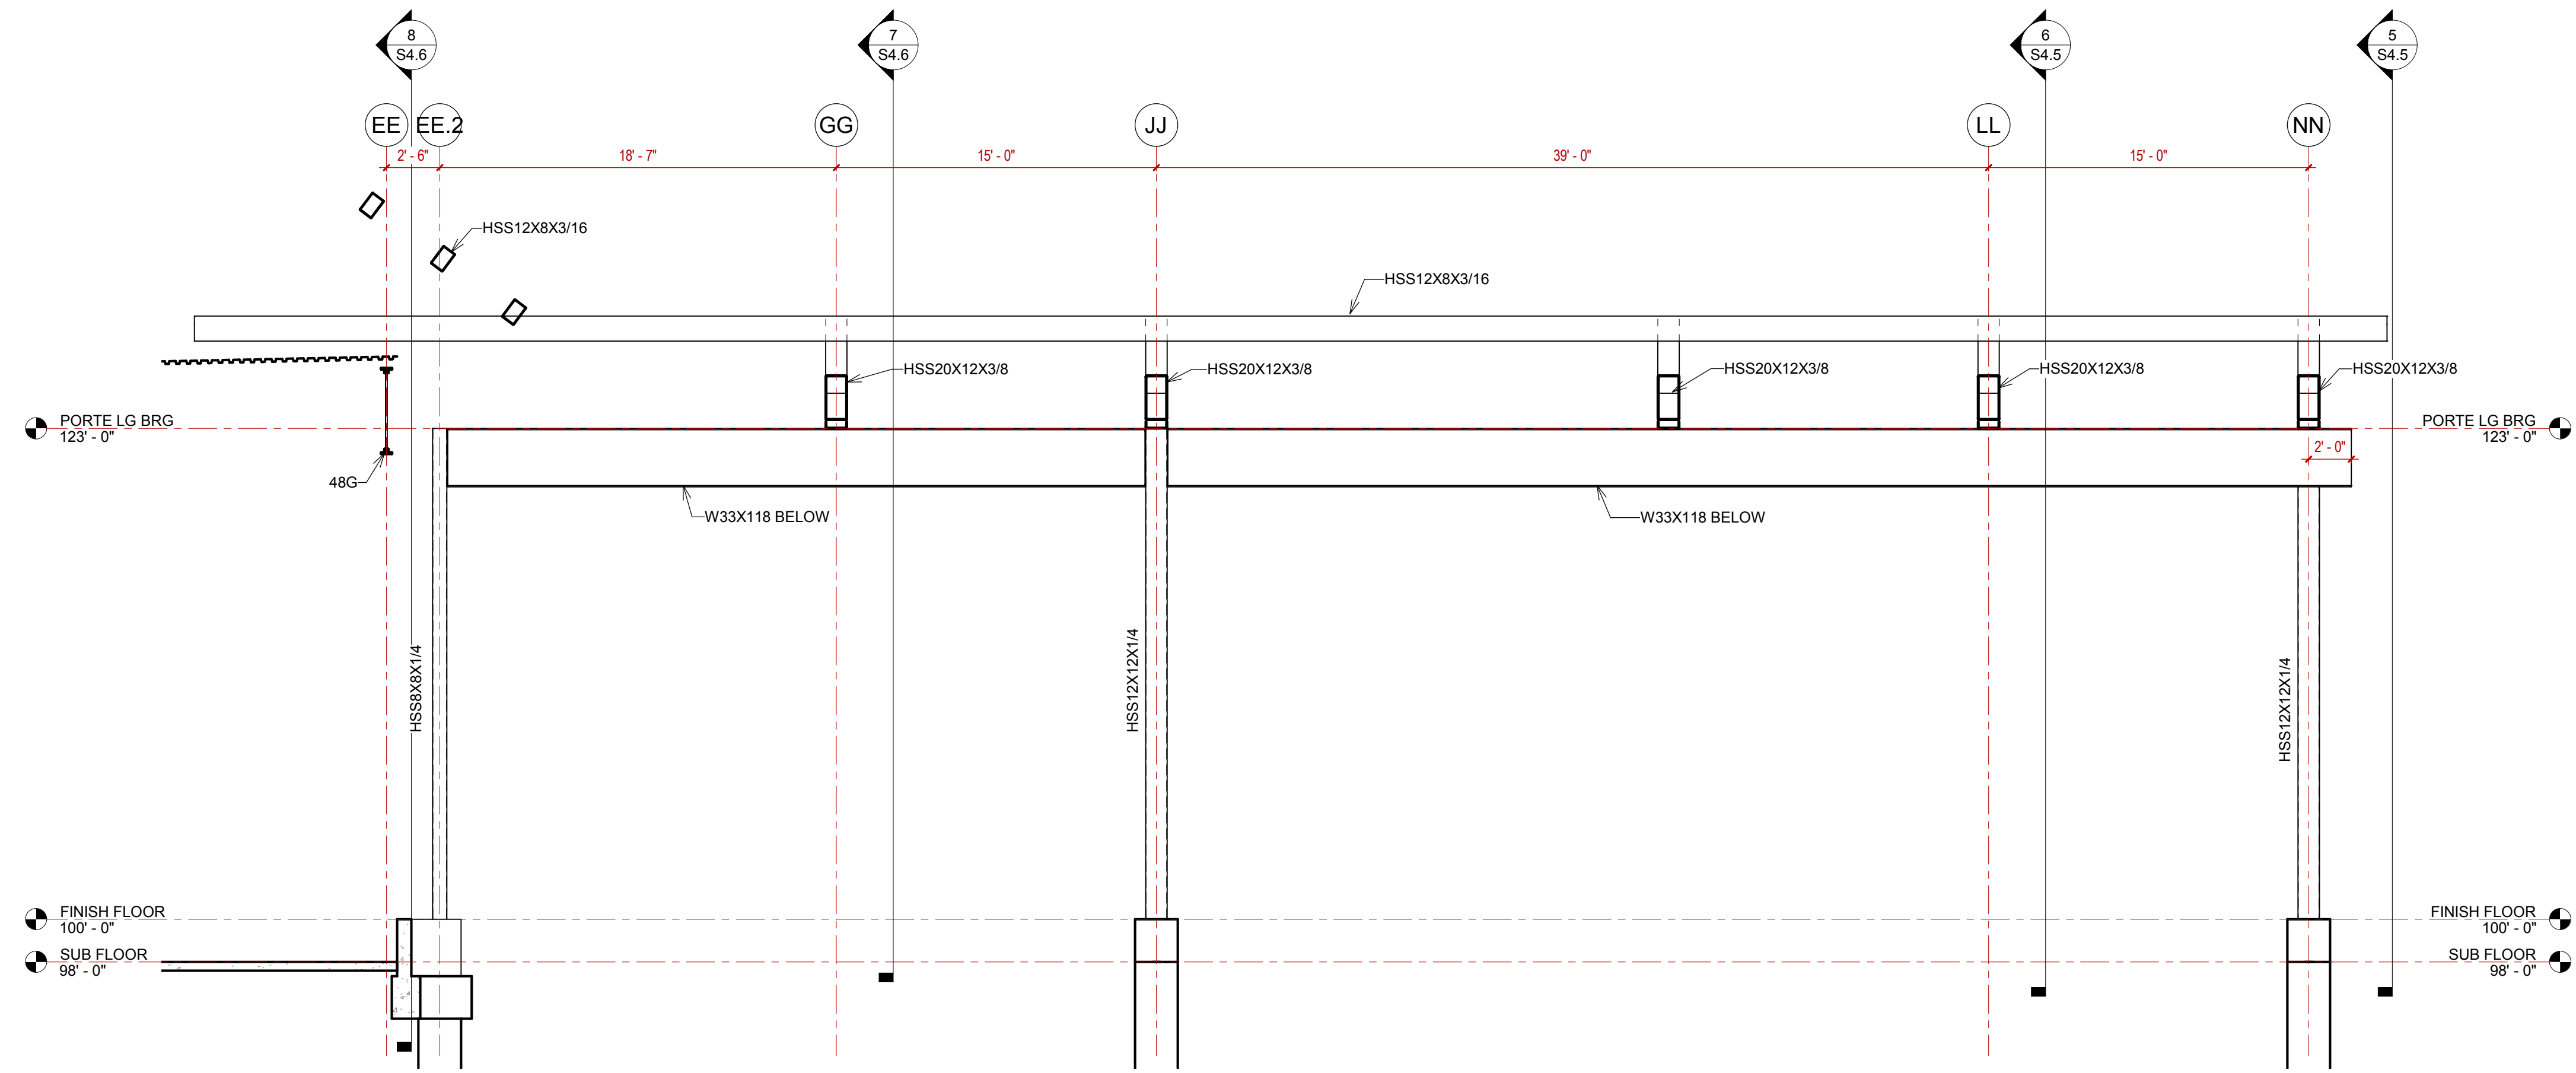 8
S4.6
7
S4.6
6
S4.5
5
S4.5
EE
EE.2
GG
JJ
LL
NN
2' - 6"
18' - 7"
15' - 0"
39' - 0"
15' - 0"
HSS12X8X3/16
HSS12X8X3/16
HSS20X12X3/8
HSS20X12X3/8
HSS20X12X3/8
HSS20X12X3/8
HSS20X12X3/8
PORTE LG BRG
123' - 0"
PORTE LG BRG
123' - 0"
2' - 0"
48G
W33X118 BELOW
W33X118 BELOW
HSS8X8X1/4
HSS12X12X1/4
HSS12X12X1/4
FINISH FLOOR
100' - 0"
FINISH FLOOR
100' - 0"
SUB FLOOR
98' - 0"
SUB FLOOR
98' - 0"